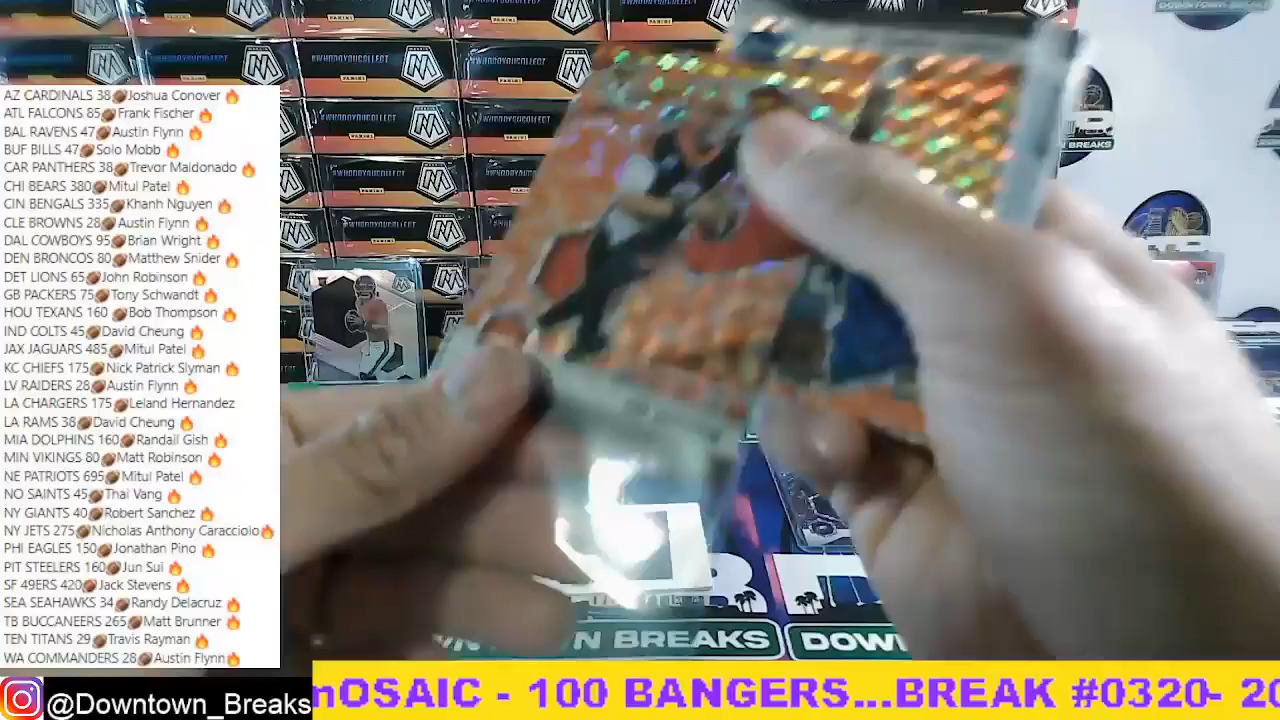 #WHODOYOUCOLLECT
PANINI
AZ CARDINALS 38🏈Joshua Conover 🔥
ATL FALCONS 85🏈Frank Fischer 🔥
BAL RAVENS 47🏈Austin Flynn 🔥
BUF BILLS 47🏈Solo Mobb 🔥
CAR PANTHERS 38🏈Trevor Maldonado 🔥
CHI BEARS 380🏈Mitul Patel 🔥
CIN BENGALS 335🏈Khanh Nguyen 🔥
CLE BROWNS 28🏈Austin Flynn 🔥
DAL COWBOYS 95🏈Brian Wright 🔥
DEN BRONCOS 80🏈Matthew Snider 🔥
DET LIONS 65🏈John Robinson 🔥
GB PACKERS 75🏈Tony Schwandt 🔥
HOU TEXANS 160 🏈Bob Thompson 🔥
IND COLTS 45🏈David Cheung 🔥
JAX JAGUARS 485🏈Mitul Patel 🔥
KC CHIEFS 175🏈Nick Patrick Slyman 🔥
LV RAIDERS 28🏈Austin Flynn 🔥
LA CHARGERS 175🏈Leland Hernandez
LA RAMS 38🏈David Cheung 🔥
MIA DOLPHINS 160🏈Randall Gish 🔥
MIN VIKINGS 80🏈Matt Robinson 🔥
NE PATRIOTS 695🏈Mitul Patel 🔥
NO SAINTS 45🏈Thai Vang 🔥
NY GIANTS 40🏈Robert Sanchez 🔥
NY JETS 275🏈Nicholas Anthony Caracciolo🔥
PHI EAGLES 150🏈Jonathan Pino 🔥
PIT STEELERS 160🏈Jun Sui 🔥
SF 49ERS 420🏈Jack Stevens 🔥
SEA SEAHAWKS 34🏈Randy Delacruz 🔥
TB BUCCANEERS 265🏈Matt Brunner 🔥
TEN TITANS 29🏈Travis Rayman 🔥
WA COMMANDERS 28🏈Austin Flynn🔥
BREAKS
N BREAKS
DOW
@Downtown_Breaks
mOSAIC - 100 BANGERS...BREAK #0320- 20